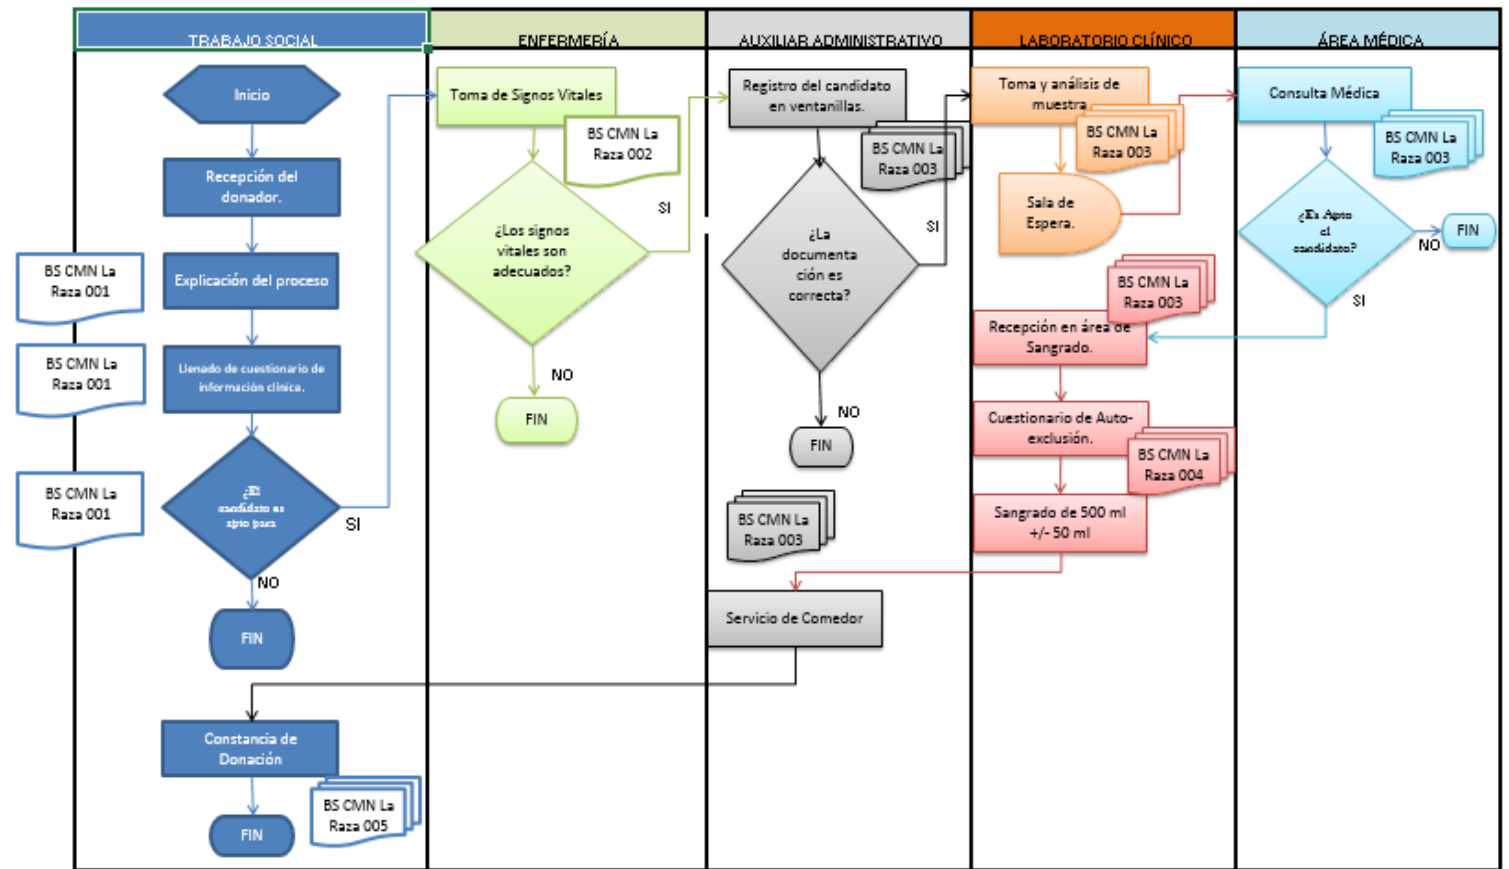 TRABAJO SOCIAL
ENFERMERÍA
AUXILIAR ADMINISTRATIVO
LABORATORIO CLÍNICO
ÁREA MÉDICA
Inicio
Recepción del
donador.
BS CMN La
Raza 001
Explicación del proceso
BS CMN La
Raza 001
Llenado de cuestionario de
información clínica.
BS CMN La
Raza 001
¿El
candidato es
apto para
SI
NO
FIN
Toma de Signos Vitales
BS CMN La
Raza 002
¿Los signos
vitales son
adecuados?
SI
NO
FIN
Registro del candidato
en ventanillas.
BS CMN La
Raza 003
¿La
documenta
ción es
correcta?
SI
NO
FIN
Toma y análisis de
muestra
BS CMN La
Raza 003
Sala de
Espera.
Consulta Médica
BS CMN La
Raza 003
¿Es Apto
el
candidato?
NO
FIN
SI
BS CMN La
Raza 003
Recepción en área de
Sangrado.
Cuestionario de Auto-
exclusión.
BS CMN La
Raza 004
Sangrado de 500 ml
+/- 50 ml
BS CMN La
Raza 003
Servicio de Comedor
Constancia de
Donación
BS CMN La
Raza 005
FIN